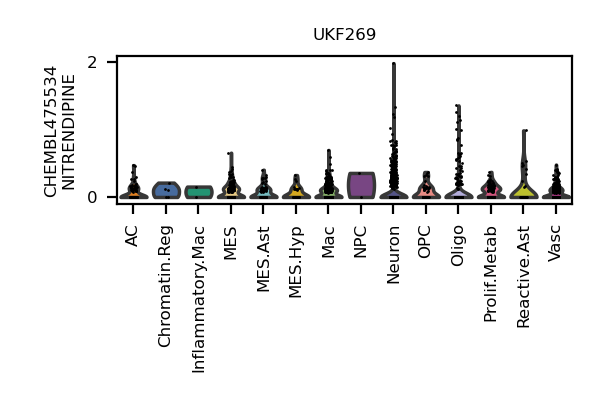 UKF269
CHEMBL475534
NITRENDIPINE
2
0
AC
Chromatin.Reg
Inflammatory.Mac
MES
MES.Ast
MES.Hyp
Mac
NPC
Neuron
OPC
Oligo
Prolif.Metab
Reactive.Ast
Vasc